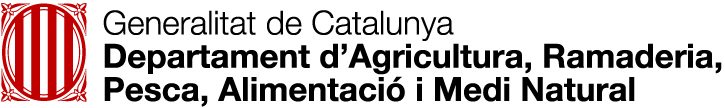 Generalitat de Catalunya
Departament d’Agricultura, Ramaderia,
Pesca, Alimentació i Medi Natural